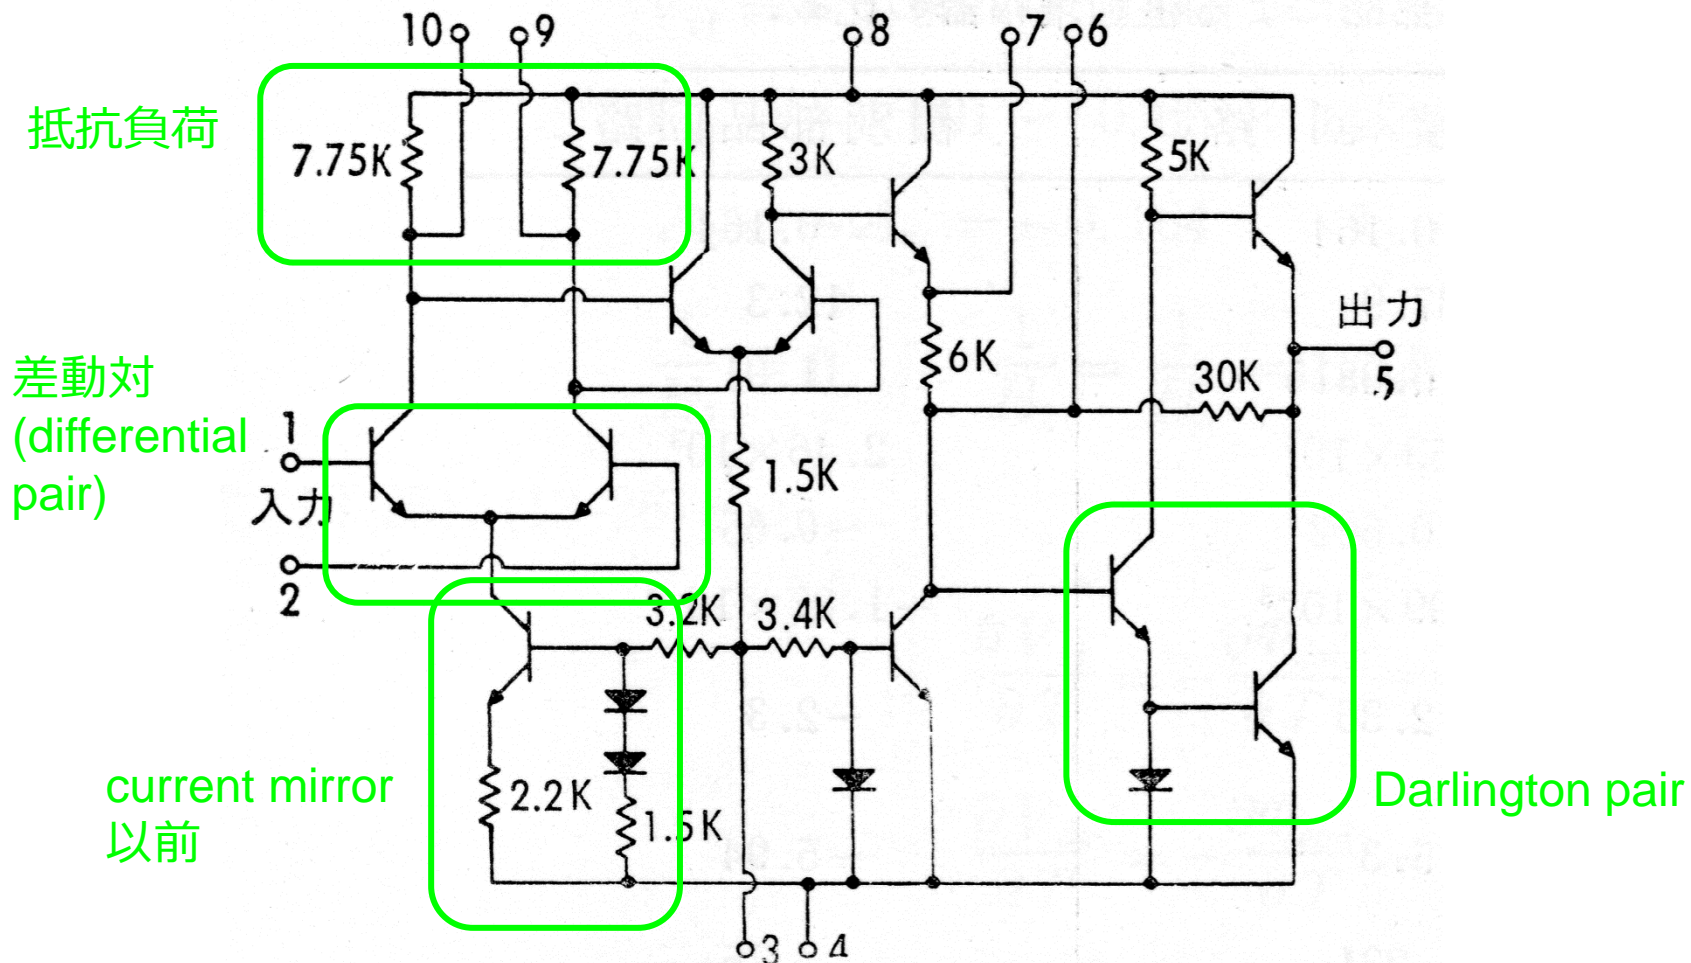 10
9
8
7
6
抵抗負荷
7.75K
7.75K
3K
5K
出力
5
6K
30K
差動対
(differential
pair)
1
入力
2
1.5K
3.2K
3.4K
current mirror
以前
2.2K
1.5K
Darlington pair
3
4